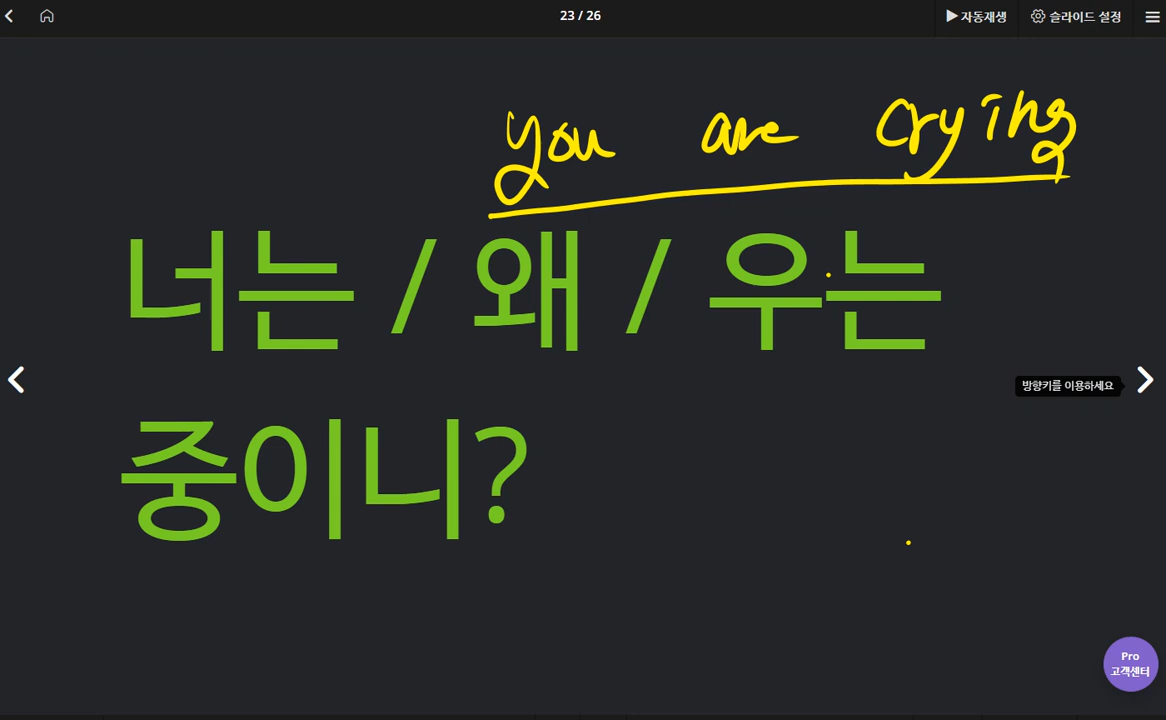 23 / 26
▶ 자동재생
슬라이드 설정
you are crying
너는 / 왜 / 우는
방향키를 이용하세요
중이니?
Pro
고객센터